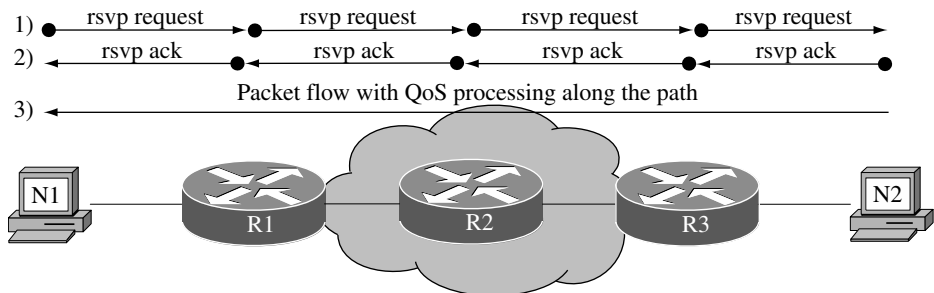 1) rsvp request rsvp request rsvp request rsvp request
2) rsvp ack rsvp ack rsvp ack rsvp ack
Packet flow with QoS processing along the path
3)
N1 R1 R2 R3 N2